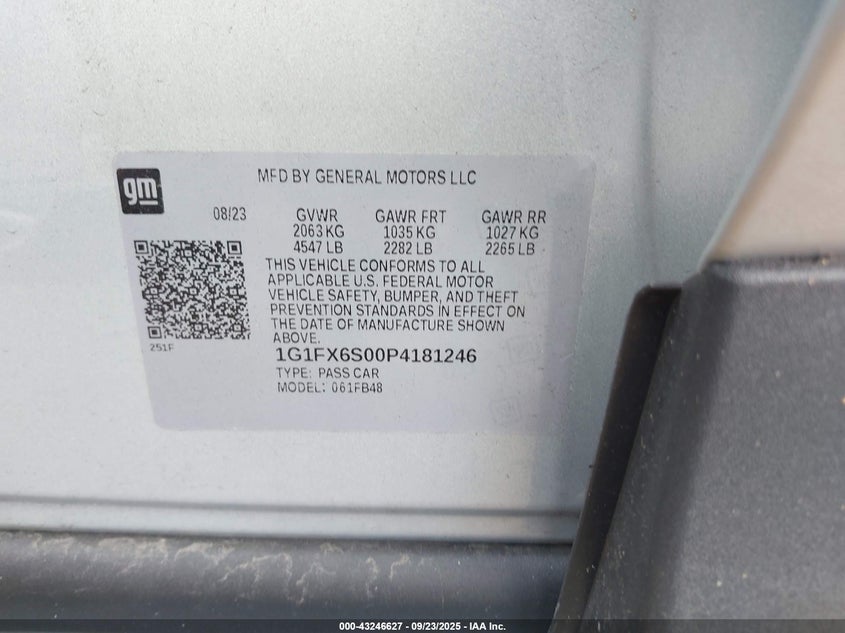 gm
MFD BY GENERAL MOTORS LLC
08/23
GVWR GAWR FRT GAWR RR
2063 KG 1035 KG 1027 KG
4547 LB 2282 LB 2265 LB
THIS VEHICLE CONFORMS TO ALL
APPLICABLE U.S. FEDERAL MOTOR
VEHICLE SAFETY, BUMPER, AND THEFT
PREVENTION STANDARDS IN EFFECT ON
THE DATE OF MANUFACTURE SHOWN
ABOVE.
251F
1G1FX6S00P4181246
TYPE: PASS CAR
MODEL: 061FB48
000-43246627 - 09/23/2025 - IAA Inc.